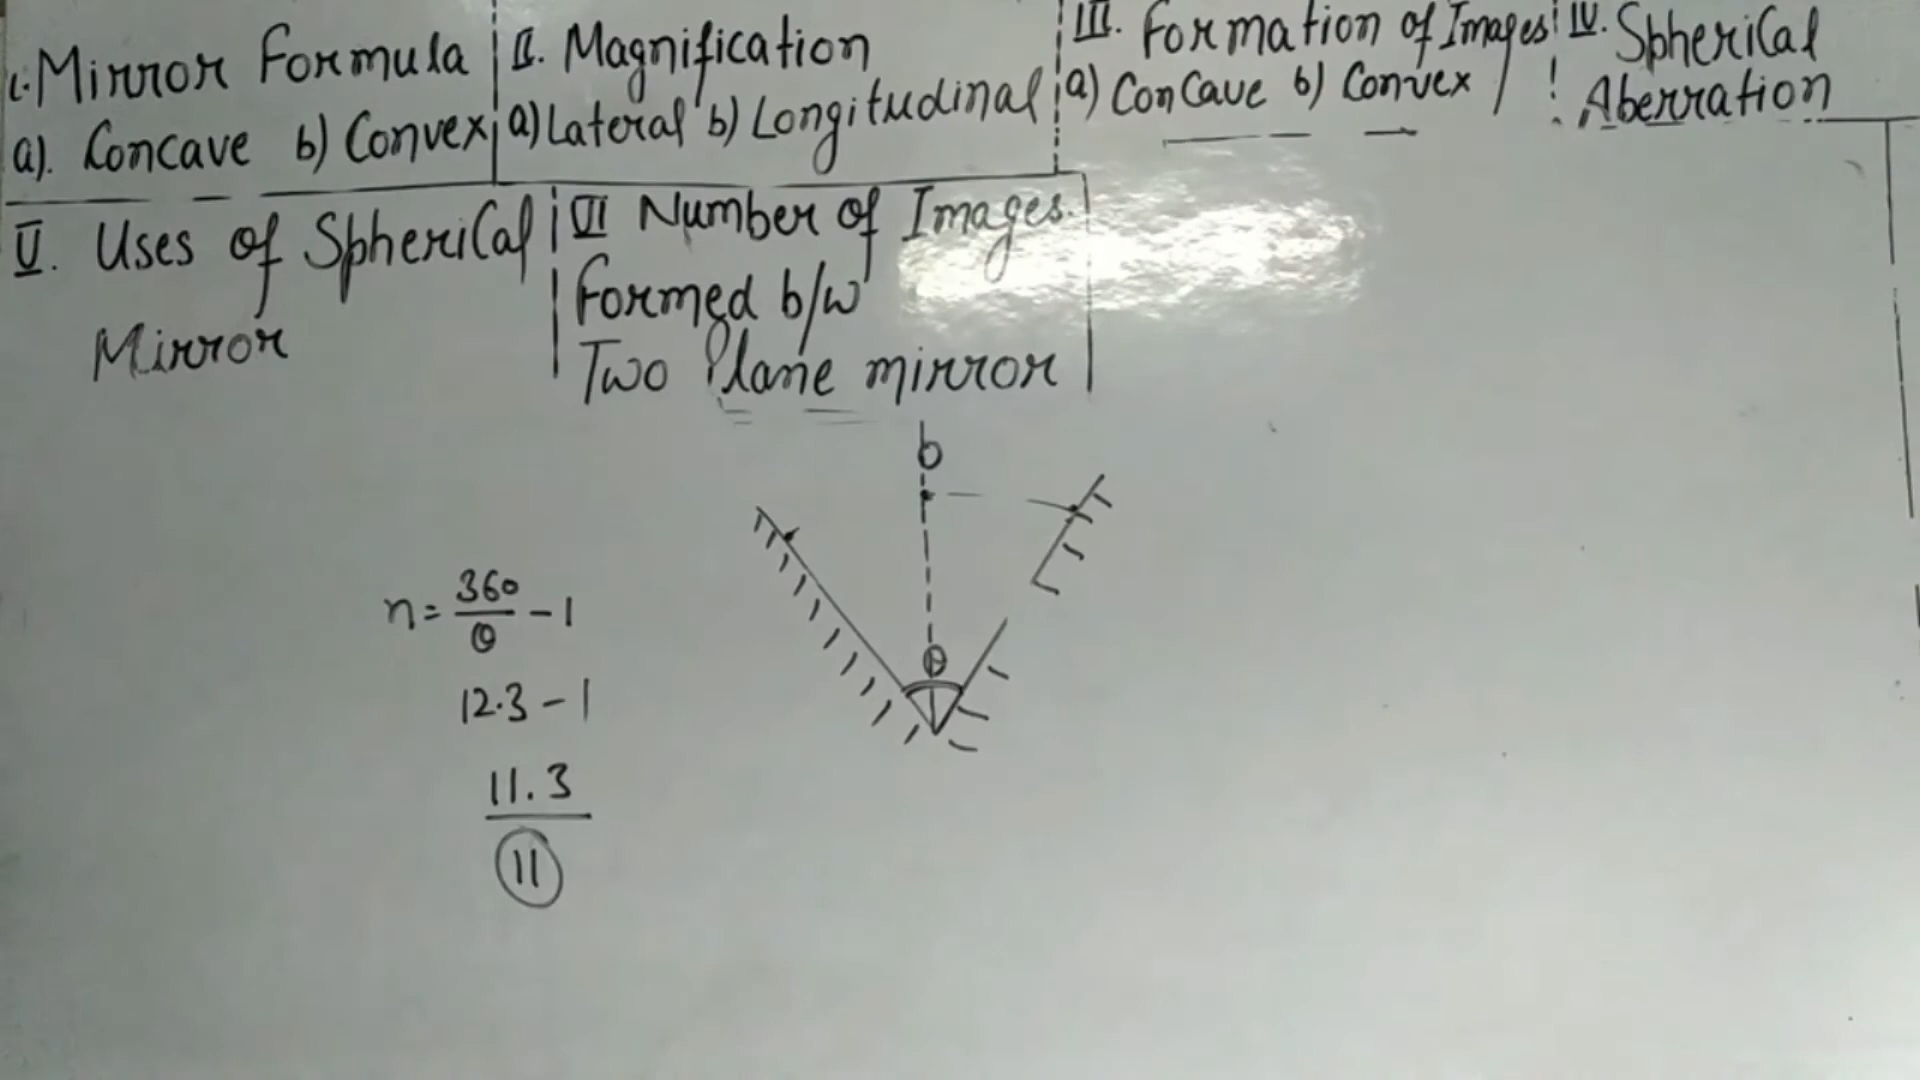 I. Mirror Formula
a). Concave b) Convex
II. Magnification
a) Lateral b) Longitudinal
III. Formation of Images
a) Concave b) Convex
IV. Spherical
Aberration
V. Uses of Spherical
Mirror
VI Number of Images.
Formed b/w
Two Plane mirror
b
θ
n = 360/θ - 1
12.3 - 1
11.3
11